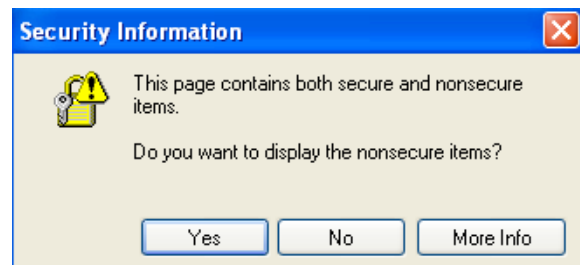 Security Information
This page contains both secure and nonsecure
items.
Do you want to display the nonsecure items?
Yes
No
More Info